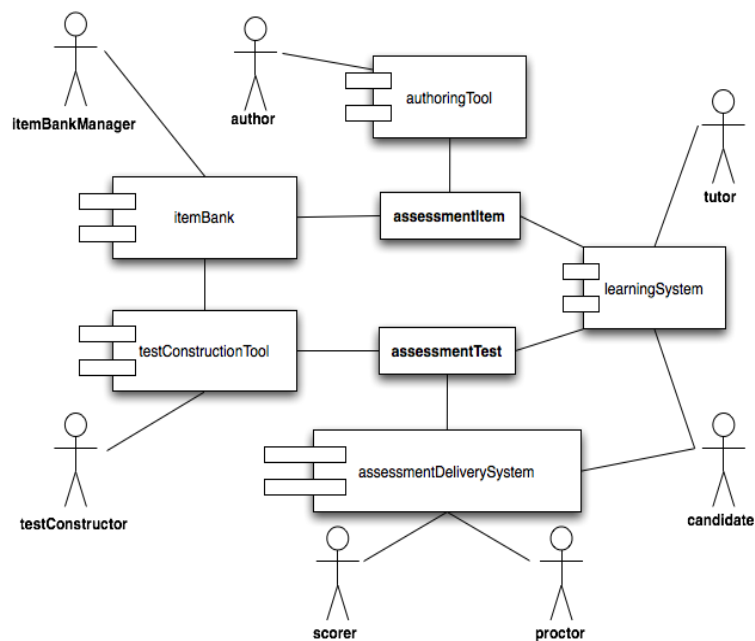 authoringTool
author
itemBankManager
tutor
itemBank
assessmentItem
learningSystem
testConstructionTool
assessmentTest
assessmentDeliverySystem
testConstructor
candidate
scorer
proctor